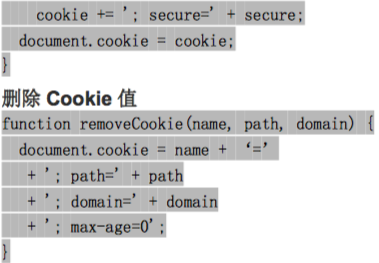 cookie += '; secure=’ + secure;
document.cookie = cookie;
}
删除 Cookie 值
function removeCookie(name, path, domain) {
document.cookie = name + ‘=’
+ '; path=’ + path
+ '; domain=’ + domain
+ '; max-age=0’;
}